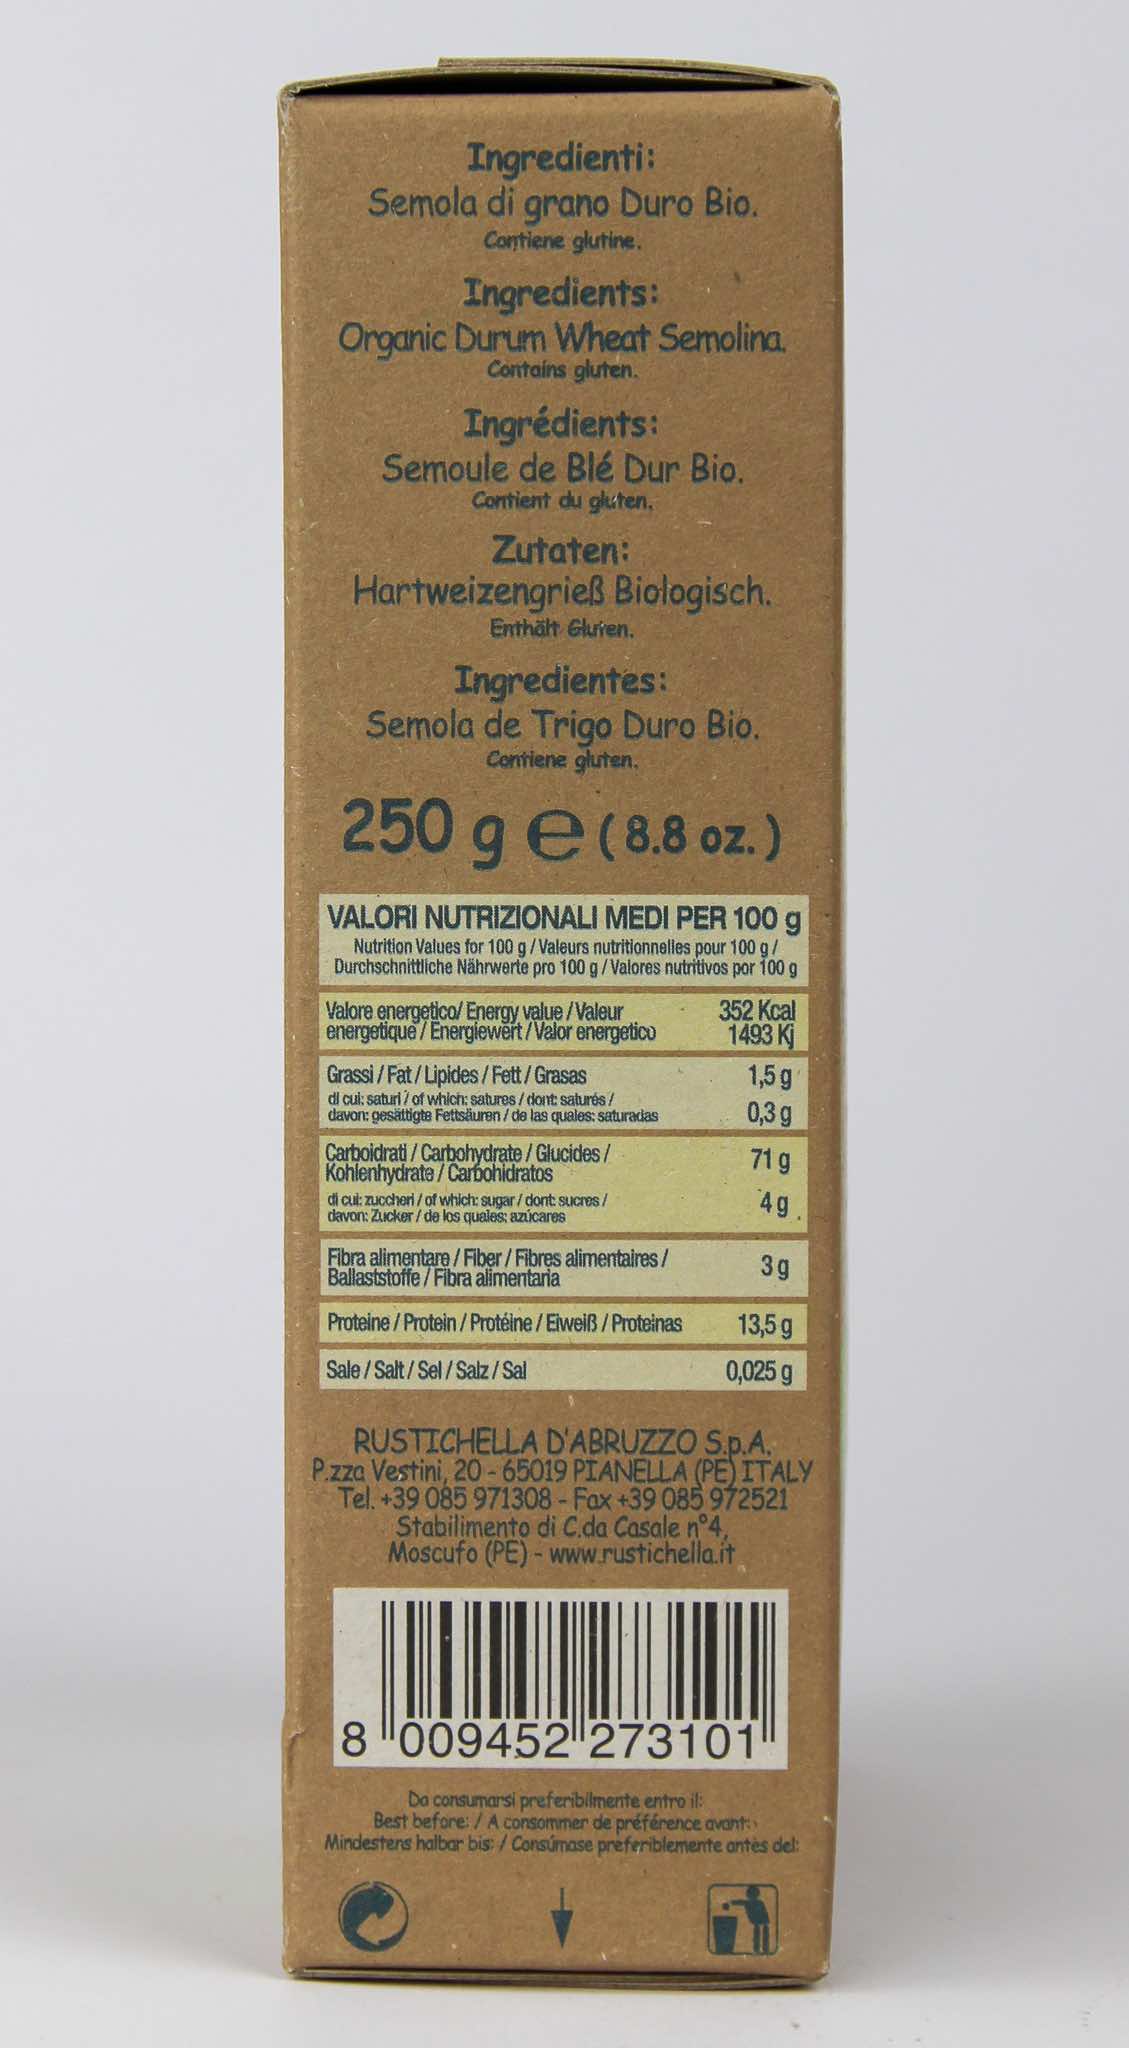 Ingredienti:
Semola di grano Duro Bio.
Contiene glutine.
Ingredients:
Organic Durum Wheat Semolina.
Contains gluten.
Ingrédients:
Semoule de Blé Dur Bio.
Contient du gluten.
Zutaten:
Hartweizengrieß Biologisch.
Enthält Gluten.
Ingredientes:
Semola de Trigo Duro Bio.
Contiene gluten.
250 g e (8.8 oz.)
VALORI NUTRIZIONALI MEDI PER 100 g
Nutrition Values for 100 g / Valeurs nutritionnelles pour 100 g /
Durchschnittliche Nährwerte pro 100 g / Valores nutritivos por 100 g
Valore energetico/ Energy value / Valeur 352 Kcal
energetique / Energiewert / Valor energetico 1493 Kj
Grassi / Fat / Lipides / Fett / Grasas 1,5 g
di cui: saturi / of which: satures / dont: saturés /
davon: gesättigte Fettsäuren / de las quales: saturadas 0,3 g
Carboidrati / Carbohydrate / Glucides / 71 g
Kohlenhydrate / Carbohidratos
di cui: zuccheri / of which: sugar / dont: sucres / 4 g
davon: Zucker / de los quales: azúcares
Fibra alimentare / Fiber / Fibres alimentaires / 3 g
Ballaststoffe / Fibra alimentaria
Proteine / Protein / Protéine / Eiweiß / Proteinas 13,5 g
Sale / Salt / Sel / Salz / Sal 0,025 g
RUSTICHELLA D'ABRUZZO S.p.A.
P.zza Vestini, 20 - 65019 PIANELLA (PE) ITALY
Tel. +39 085 971308 - Fax +39 085 972521
Stabilimento di C.da Casale n°4,
Moscufo (PE) - www.rustichella.it
8 009452 273101
Da consumarsi preferibilmente entro il:
Best before: / A consommer de préférence avant:
Mindestens halbar bis: / Consúmase preferiblemente antes del: